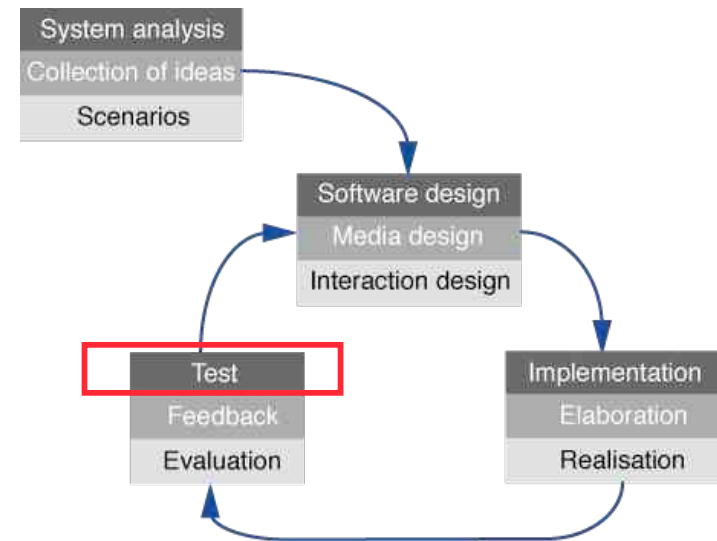 System analysis
Collection of ideas
Scenarios
Software design
Media design
Interaction design
Test
Feedback
Evaluation
Implementation
Elaboration
Realisation